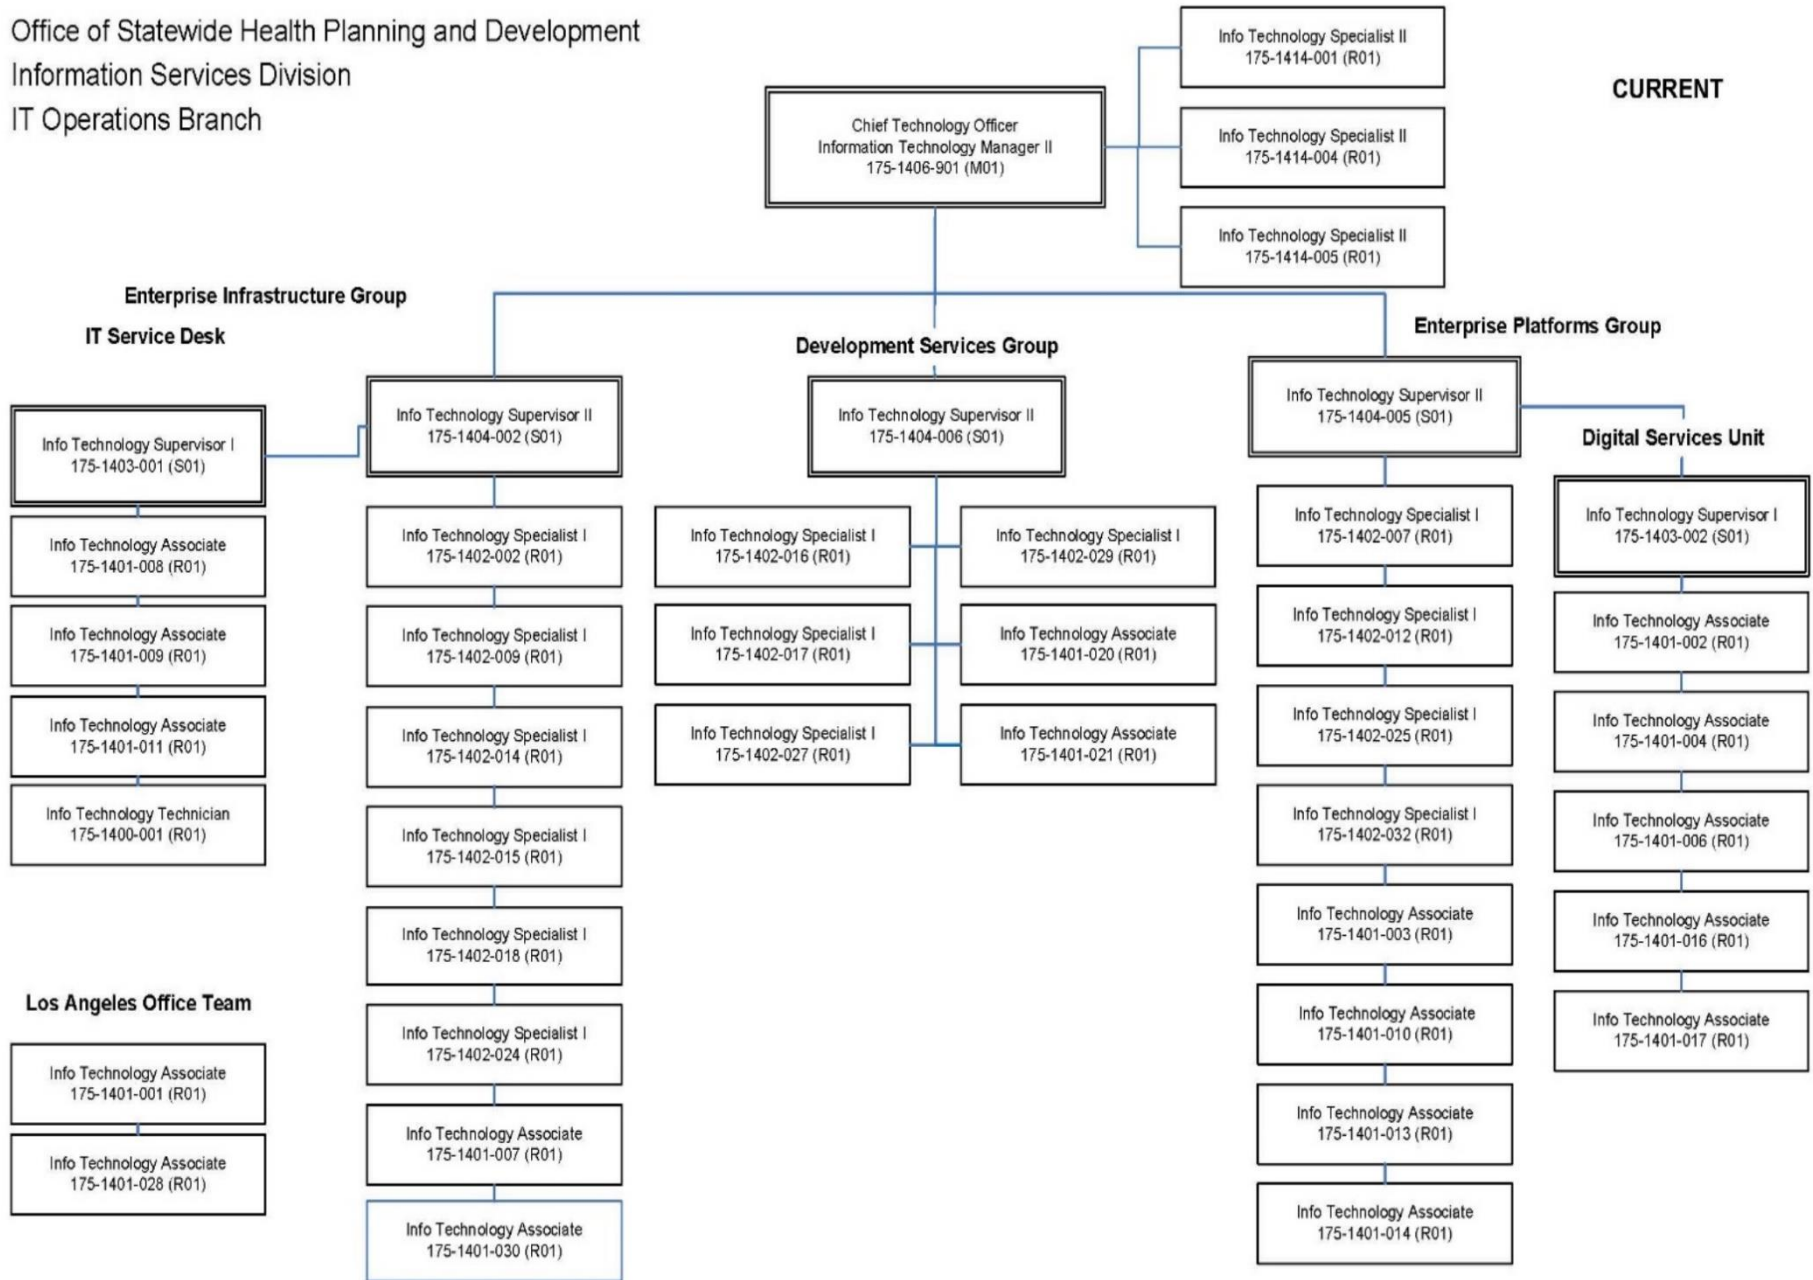 Office of Statewide Health Planning and Development
Information Services Division
IT Operations Branch
CURRENT
Chief Technology Officer
Information Technology Manager II
175-1406-901 (M01)
Info Technology Specialist II
175-1414-001 (R01)
Info Technology Specialist II
175-1414-004 (R01)
Info Technology Specialist II
175-1414-005 (R01)
Enterprise Infrastructure Group
IT Service Desk
Info Technology Supervisor I
175-1403-001 (S01)
Info Technology Associate
175-1401-008 (R01)
Info Technology Associate
175-1401-009 (R01)
Info Technology Associate
175-1401-011 (R01)
Info Technology Technician
175-1400-001 (R01)
Los Angeles Office Team
Info Technology Associate
175-1401-001 (R01)
Info Technology Associate
175-1401-028 (R01)
Info Technology Supervisor II
175-1404-002 (S01)
Info Technology Specialist I
175-1402-002 (R01)
Info Technology Specialist I
175-1402-009 (R01)
Info Technology Specialist I
175-1402-014 (R01)
Info Technology Specialist I
175-1402-015 (R01)
Info Technology Specialist I
175-1402-018 (R01)
Info Technology Specialist I
175-1402-024 (R01)
Info Technology Associate
175-1401-007 (R01)
Info Technology Associate
175-1401-030 (R01)
Development Services Group
Info Technology Supervisor II
175-1404-006 (S01)
Info Technology Specialist I
175-1402-016 (R01)
Info Technology Specialist I
175-1402-029 (R01)
Info Technology Specialist I
175-1402-017 (R01)
Info Technology Associate
175-1401-020 (R01)
Info Technology Specialist I
175-1402-027 (R01)
Info Technology Associate
175-1401-021 (R01)
Enterprise Platforms Group
Info Technology Supervisor II
175-1404-005 (S01)
Info Technology Specialist I
175-1402-007 (R01)
Info Technology Specialist I
175-1402-012 (R01)
Info Technology Specialist I
175-1402-025 (R01)
Info Technology Specialist I
175-1402-032 (R01)
Info Technology Associate
175-1401-003 (R01)
Info Technology Associate
175-1401-010 (R01)
Info Technology Associate
175-1401-013 (R01)
Info Technology Associate
175-1401-014 (R01)
Digital Services Unit
Info Technology Supervisor I
175-1403-002 (S01)
Info Technology Associate
175-1401-002 (R01)
Info Technology Associate
175-1401-004 (R01)
Info Technology Associate
175-1401-006 (R01)
Info Technology Associate
175-1401-016 (R01)
Info Technology Associate
175-1401-017 (R01)